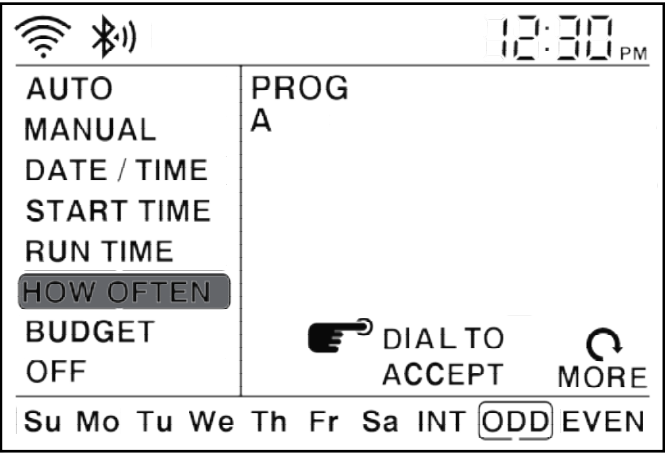 12:30 PM
AUTO
MANUAL
DATE / TIME
START TIME
RUN TIME
HOW OFTEN
BUDGET
OFF
PROG
A
DIAL TO
ACCEPT
MORE
Su Mo Tu We Th Fr Sa INT ODD EVEN